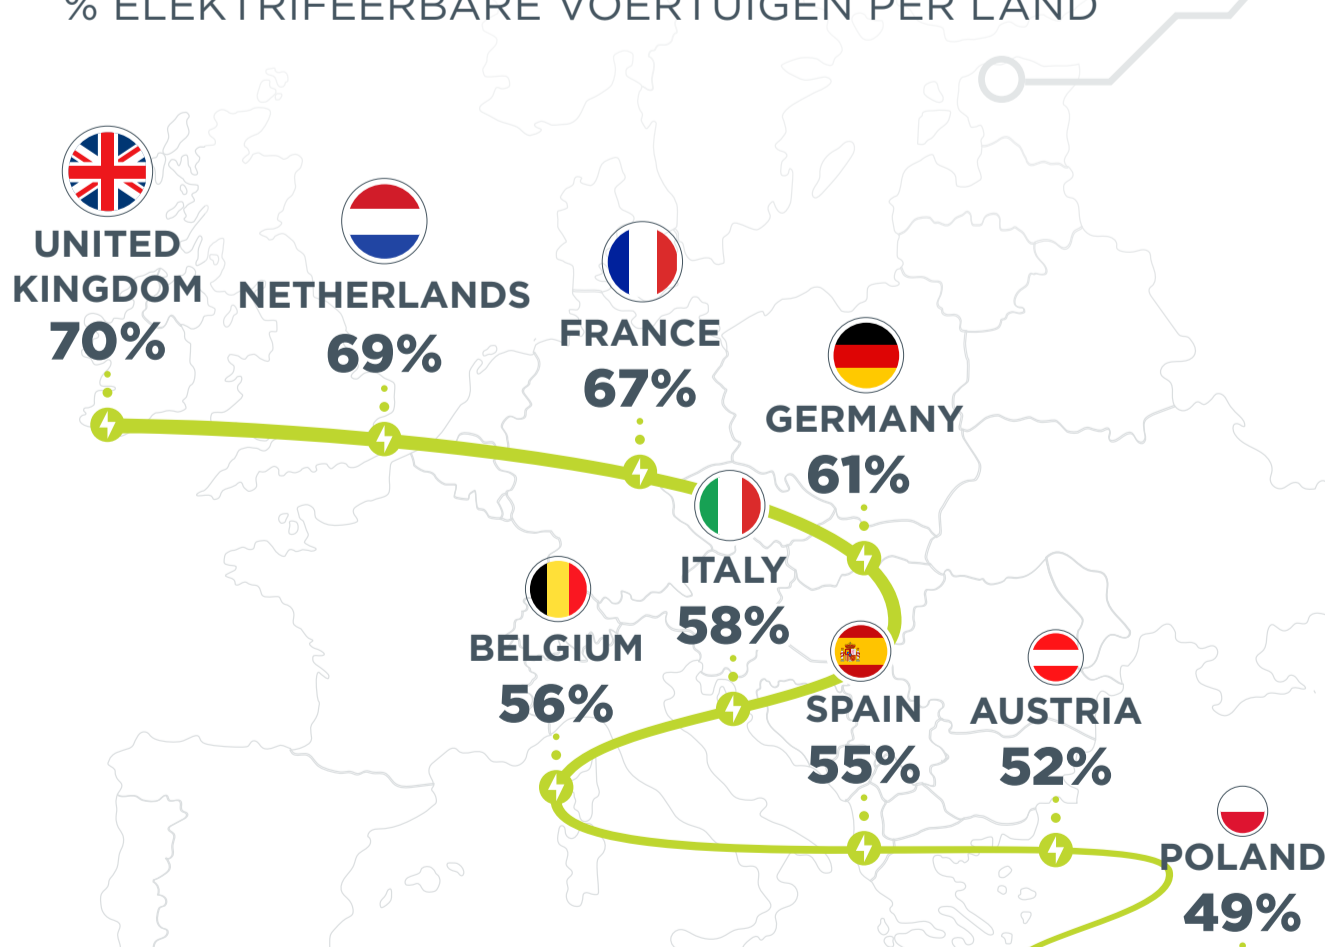 % ELEKTRIFEERBARE VOERTUIGEN PER LAND
UNITED
KINGDOM
70%
NETHERLANDS
69%
FRANCE
67%
GERMANY
61%
ITALY
58%
BELGIUM
56%
SPAIN
55%
AUSTRIA
52%
POLAND
49%